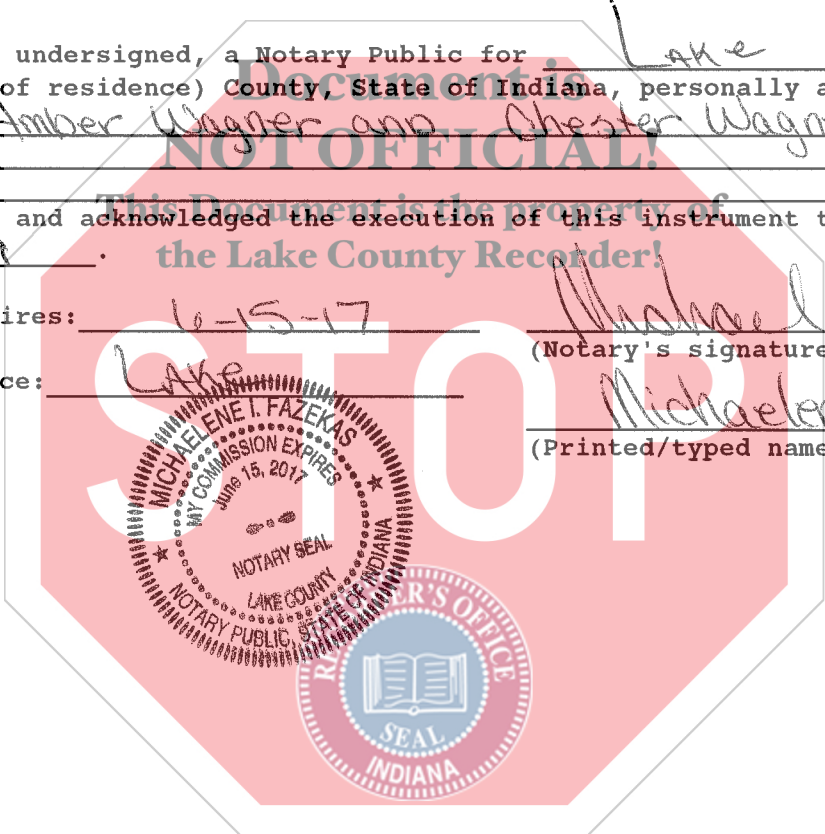 undersigned, a Notary Public for Lake
of residence) County, State of Indiana, personally a
Amber Wagner and Chester Wagn
and acknowledged the execution of this instrument t
ires: 6-15-17
Michael
(Notary's signature
ce: Lake
Michaelen
(Printed/typed name
Document is
NOT OFFICIAL!
This Document is the property of
the Lake County Recorder!
STOP
MICHAELENE I. FAZEKAS
MY COMMISSION EXPIRES
June 15, 2017
NOTARY SEAL
LAKE COUNTY
NOTARY PUBLIC, STATE OF INDIANA
RECORDER'S OFFICE
SEAL
INDIANA